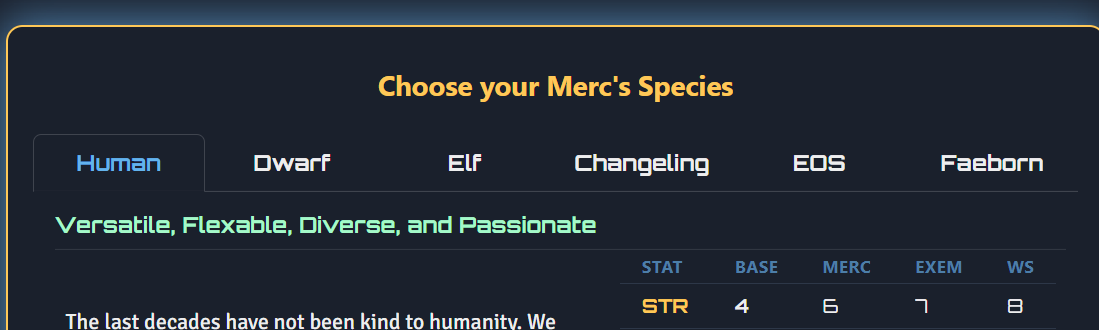 Choose your Merc's Species
Human Dwarf Elf Changeling EOS Faeborn
Versatile, Flexible, Diverse, and Passionate
STAT BASE MERC EXEM WS
STR 4 6 7 8
The last decades have not been kind to humanity. We